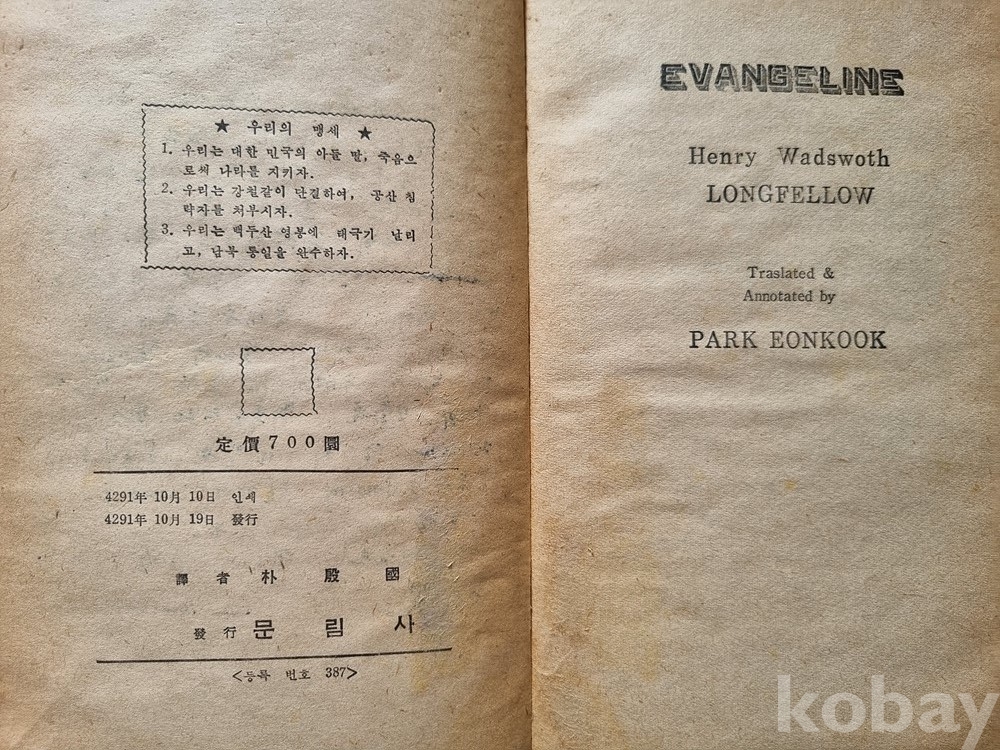 ★ 우리의 맹세 ★
1. 우리는 대한 민국의 아들 딸, 죽음으
로써 나라를 지키자.
2. 우리는 강철같이 단결하여, 공산 침
략자를 처부시자.
3. 우리는 백두산 영봉에 태극기 날리
고, 남북 통일을 완수하자.
定價700圜
4291年 10月 10日 인쇄
4291年 10月 19日 發行
譯者 朴殷國
發行 문림사
<등록 번호 387>
EVANGELINE
Henry Wadswoth
LONGFELLOW
Traslated &
Annotated by
PARK EONKOOK
kobay